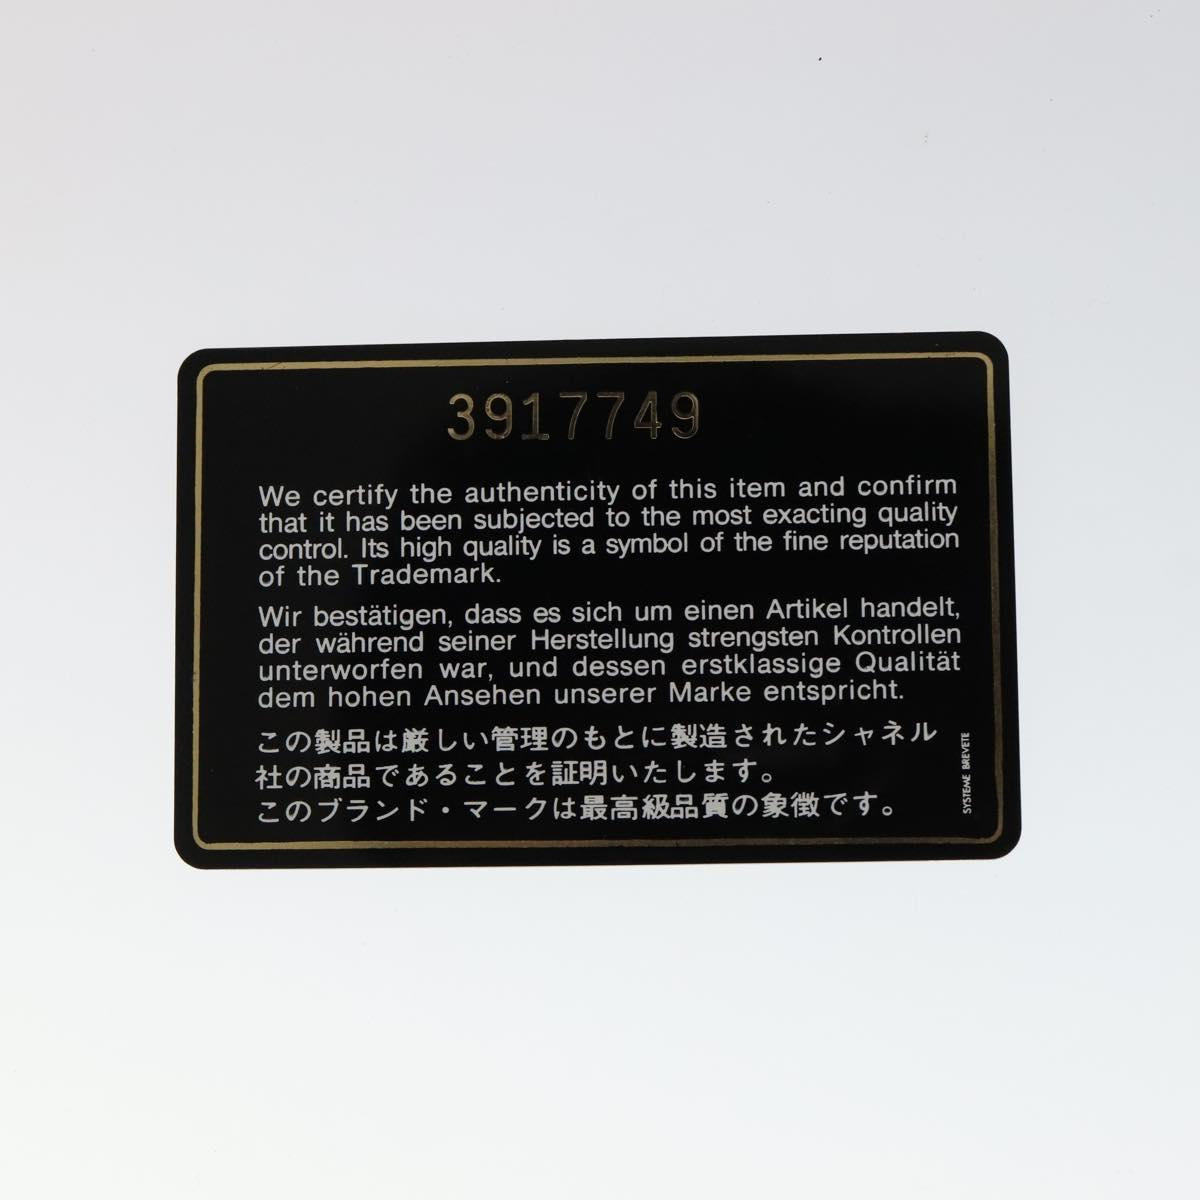 3917749
We certify the authenticity of this item and confirm
that it has been subjected to the most exacting quality
control. Its high quality is a symbol of the fine reputation
of the Trademark.
Wir bestätigen, dass es sich um einen Artikel handelt,
der während seiner Herstellung strengsten Kontrollen
unterworfen war, und dessen erstklassige Qualität
dem hohen Ansehen unserer Marke entspricht.
この製品は厳しい管理のもとに製造されたシャネル
社の商品であることを証明いたします。
このブランド・マークは最高級品質の象徴です。
SYSTEME BREVETE